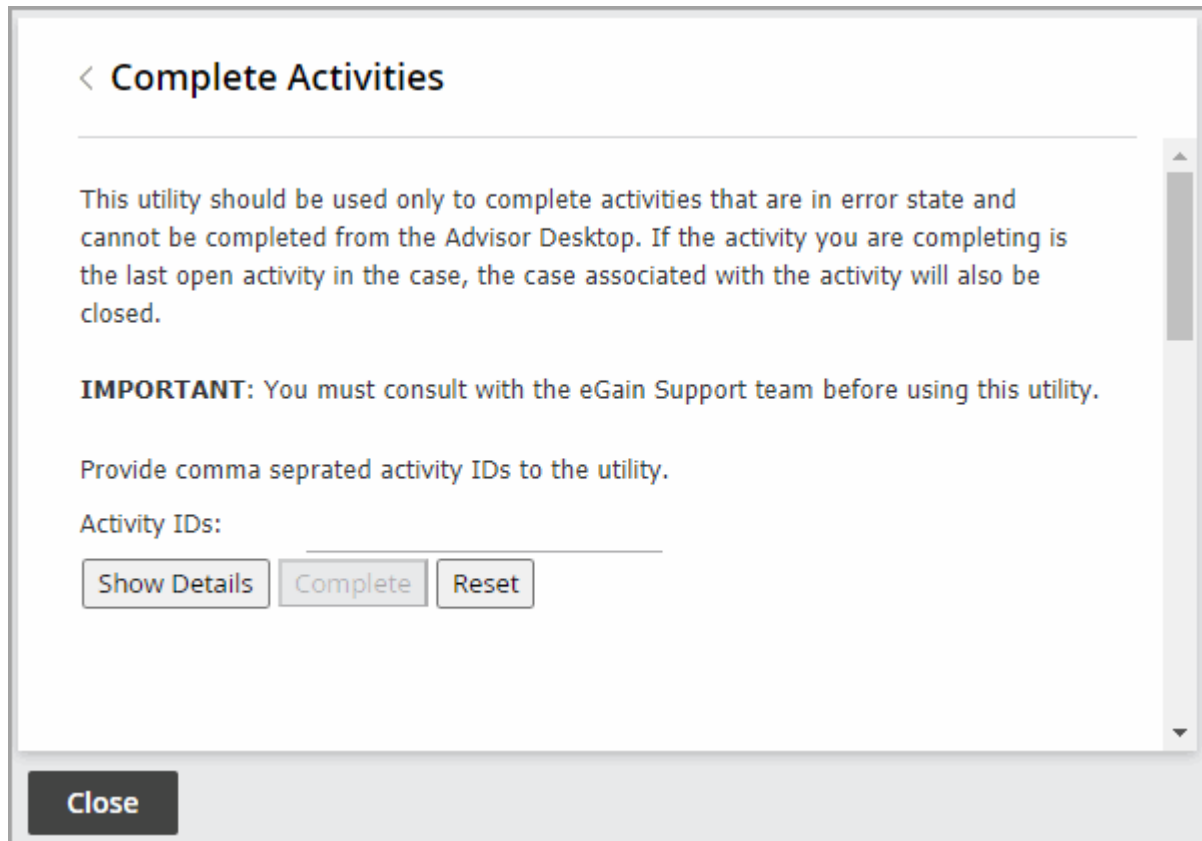 < Complete Activities
This utility should be used only to complete activities that are in error state and
cannot be completed from the Advisor Desktop. If the activity you are completing is
the last open activity in the case, the case associated with the activity will also be
closed.
IMPORTANT: You must consult with the eGain Support team before using this utility.
Provide comma seprated activity IDs to the utility.
Activity IDs:
Show Details Complete Reset
Close